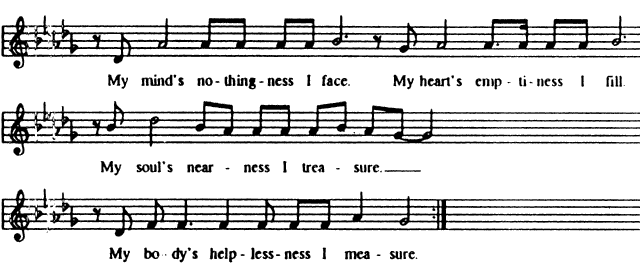 My mind's no-thing-ness I face. My heart's emp-ti-ness I fill.
My soul's near-ness I trea-sure.
My bo-dy's help-less-ness I mea-sure.